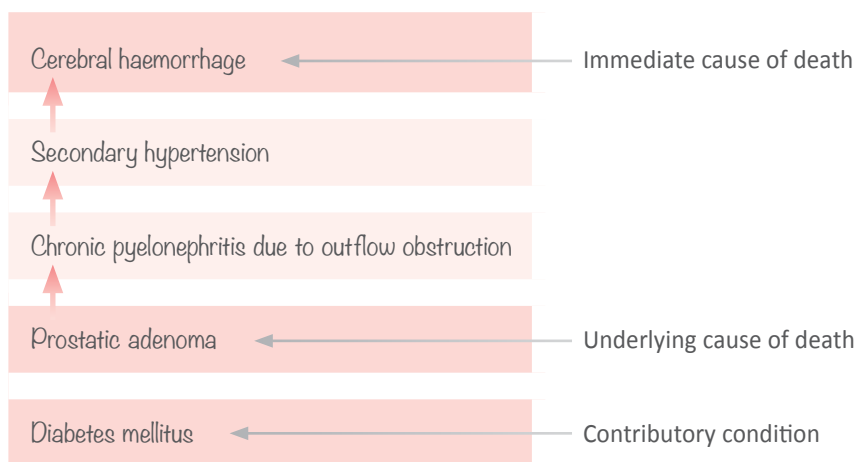 Cerebral haemorrhage Immediate cause of death
Secondary hypertension
Chronic pyelonephritis due to outflow obstruction
Prostatic adenoma Underlying cause of death
Diabetes mellitus Contributory condition